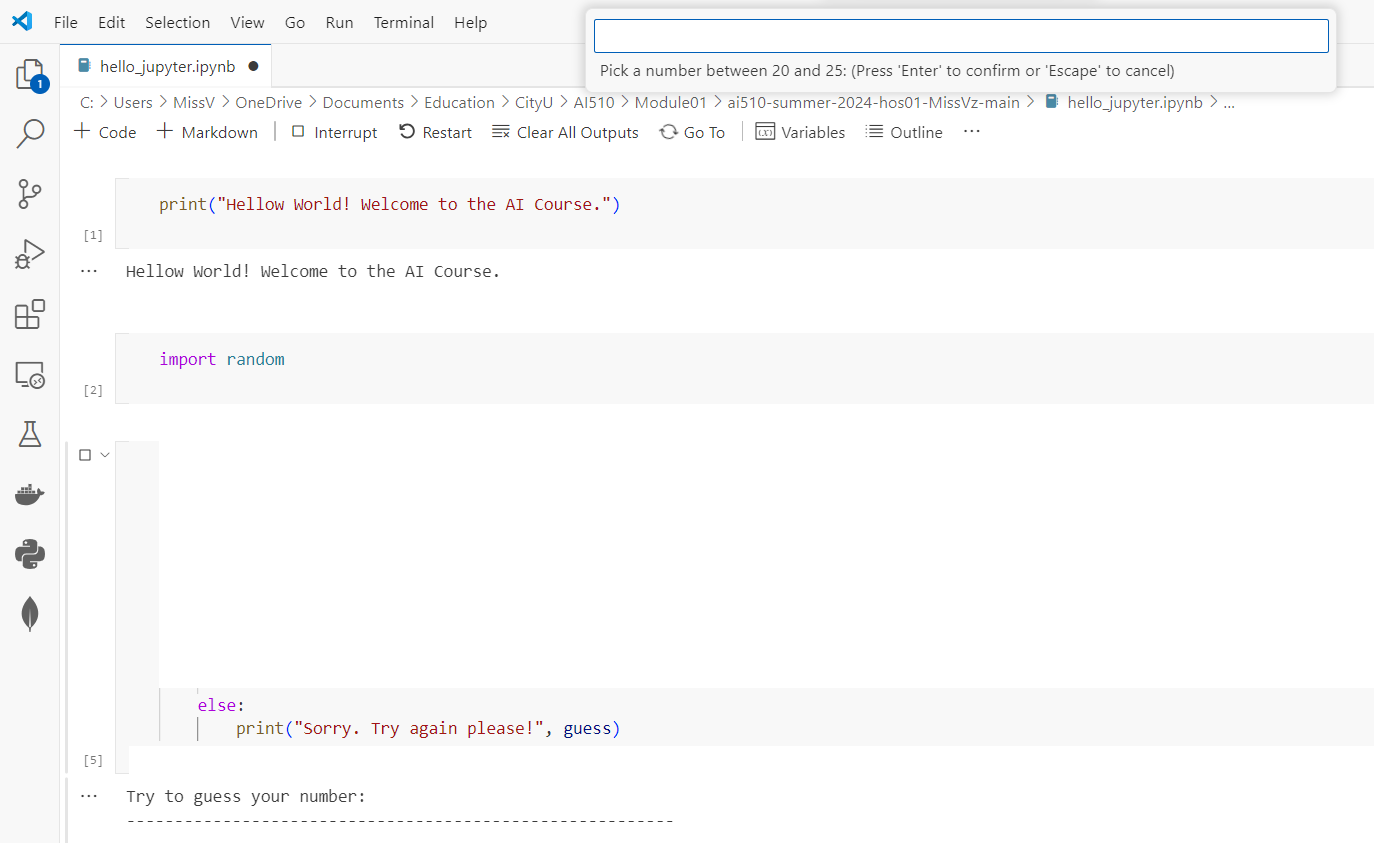 File Edit Selection View Go Run Terminal Help
Pick a number between 20 and 25: (Press 'Enter' to confirm or 'Escape' to cancel)
1
hello_jupyter.ipynb ●
C: > Users > MissV > OneDrive > Documents > Education > CityU > AI510 > Module01 > ai510-summer-2024-hos01-MissVz-main > hello_jupyter.ipynb > ...
+ Code + Markdown | Interrupt Restart Clear All Outputs Go To | Variables Outline ...
print("Hellow World! Welcome to the AI Course.")
[1]
... Hellow World! Welcome to the AI Course.
import random
[2]
else:
print("Sorry. Try again please!", guess)
[5]
... Try to guess your number:
---------------------------------------------------------